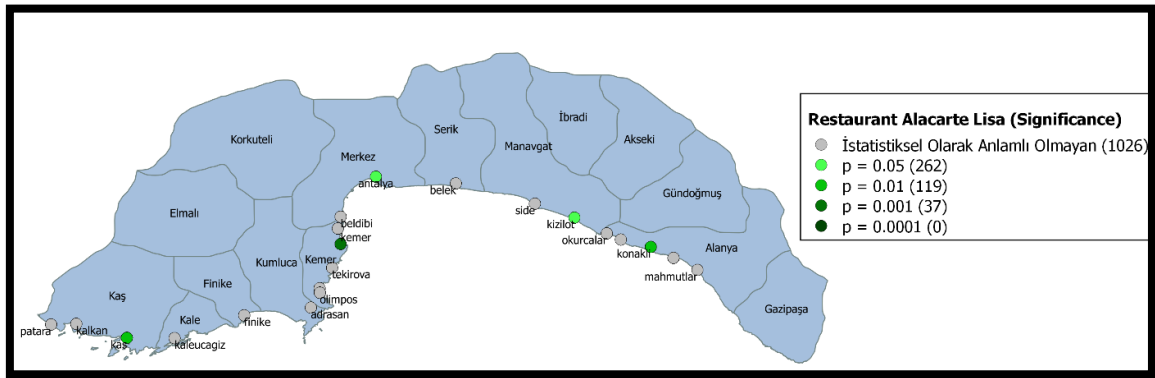 Restaurant Alacarte Lisa (Significance)
İstatistiksel Olarak Anlamlı Olmayan (1026)
p = 0.05 (262)
p = 0.01 (119)
p = 0.001 (37)
p = 0.0001 (0)
İbradi
Serik
Akseki
Korkuteli
Manavgat
Merkez
antalya
belek
Gündoğmuş
Elmalı
side
beldibi
kizilot
kemer
okurcalar
konakli
Alanya
Kumluca
Kemer
tekirova
mahmutlar
Finike
Kaş
olimpos
Gazipaşa
Kale
adrasan
finike
patara
kalkan
kaş
kaleucagiz